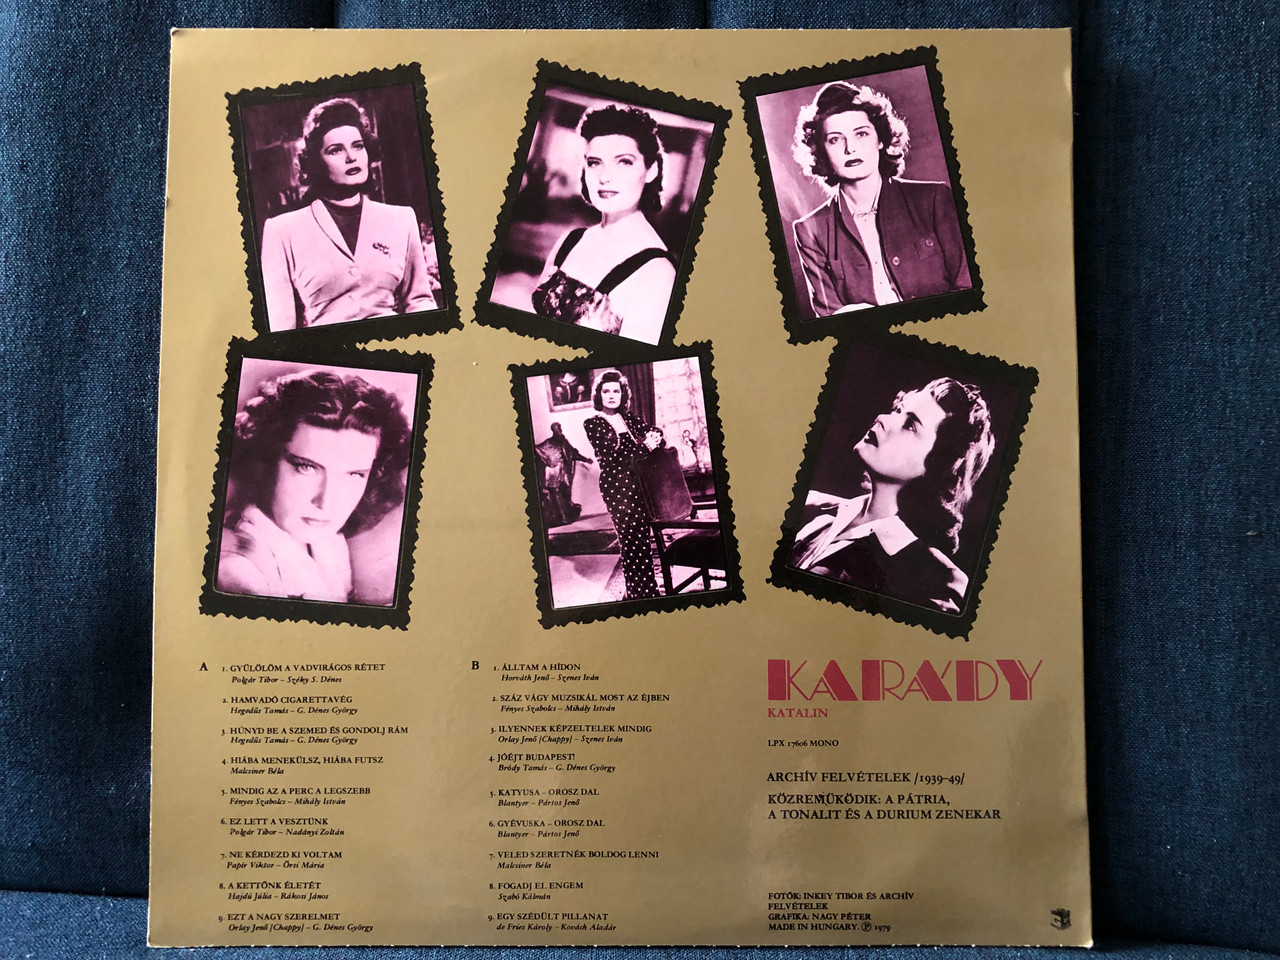 A
1. GYŰLÖLÖM A VADVIRÁGOS RÉTET
Polgár Tibor – Széky S. Dénes
2. HAMVADÓ CIGARETTAVÉG
Hegedűs Tamás – G. Dénes György
3. HÚNYD BE A SZEMED ÉS GONDOLJ RÁM
Hegedűs Tamás – G. Dénes György
4. HIÁBA MENEKÜLSZ, HIÁBA FUTSZ
Malcsiner Béla
5. MINDIG AZ A PERC A LEGSZEBB
Fényes Szabolcs – Mihály István
6. EZ LETT A VESZTÜNK
Polgár Tibor – Nadányi Zoltán
7. NE KÉRDEZD KI VOLTAM
Papír Viktor – Örsi Mária
8. A KETTŐNK ÉLETÉT
Hajdú Júlia – Rákosi János
9. EZT A NAGY SZERELMET
Orlay Jenő [Chappy] – G. Dénes György
B
1. ÁLLTAM A HÍDON
Horváth Jenő – Szenes Iván
2. SZÁZ VÁGY MUZSIKÁL MOST AZ ÉJBEN
Fényes Szabolcs – Mihály István
3. ILYENNEK KÉPZELTELEK MINDIG
Orlay Jenő [Chappy] – Szenes Iván
4. JÓÉJT BUDAPEST!
Bródy Tamás – G. Dénes György
5. KATYUSA – OROSZ DAL
Blantyer – Pártos Jenő
6. GYÉVUSKA – OROSZ DAL
Blantyer – Pártos Jenő
7. VELED SZERETNÉK BOLDOG LENNI
Malcsiner Béla
8. FOGADJ EL ENGEM
Szabó Kálmán
9. EGY SZÉDÜLT PILLANAT
de Fries Károly – Kovách Aladár
KARÁDY
KATALIN
LPX 17606 MONO
ARCHÍV FELVÉTELEK /1939–49/
KÖZREMŰKÖDIK: A PÁTRIA,
A TONALIT ÉS A DURIUM ZENEKAR
FOTÓK: INKEY TIBOR ÉS ARCHÍV
FELVÉTELEK
GRAFIKA: NAGY PÉTER
MADE IN HUNGARY. ℗ 1979